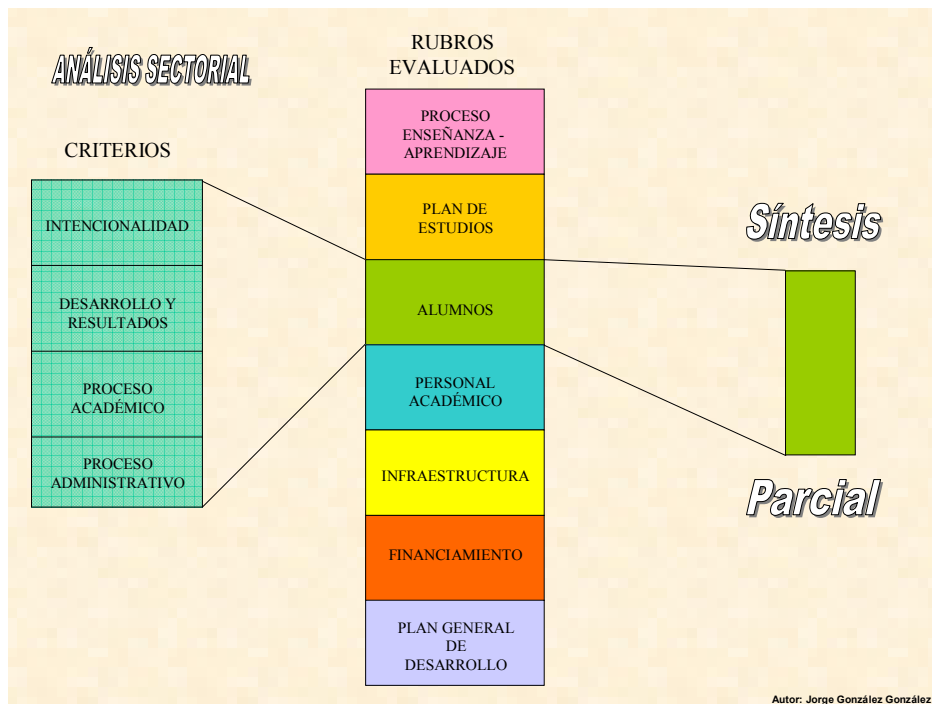 ANÁLISIS SECTORIAL
RUBROS
EVALUADOS
CRITERIOS
INTENCIONALIDAD
DESARROLLO Y
RESULTADOS
PROCESO
ACADÉMICO
PROCESO
ADMINISTRATIVO
PROCESO
ENSEÑANZA -
APRENDIZAJE
PLAN DE
ESTUDIOS
ALUMNOS
PERSONAL
ACADÉMICO
INFRAESTRUCTURA
FINANCIAMIENTO
PLAN GENERAL
DE
DESARROLLO
Síntesis
Parcial
Autor: Jorge González González